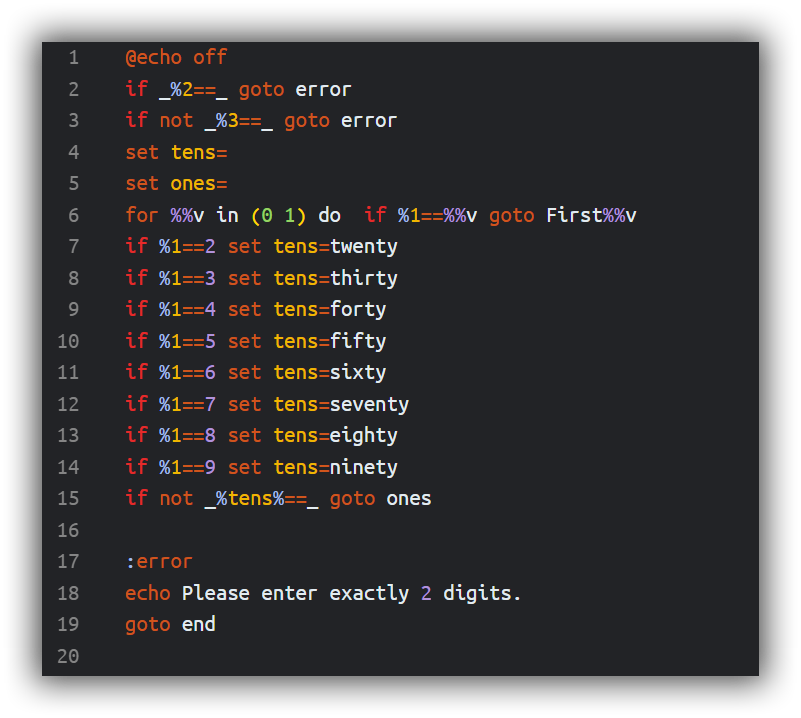 1 @echo off
2 if _%2==_ goto error
3 if not _%3==_ goto error
4 set tens=
5 set ones=
6 for %%v in (0 1) do  if %1==%%v goto First%%v
7 if %1==2 set tens=twenty
8 if %1==3 set tens=thirty
9 if %1==4 set tens=forty
10 if %1==5 set tens=fifty
11 if %1==6 set tens=sixty
12 if %1==7 set tens=seventy
13 if %1==8 set tens=eighty
14 if %1==9 set tens=ninety
15 if not _%tens%==_ goto ones
16
17 :error
18 echo Please enter exactly 2 digits.
19 goto end
20